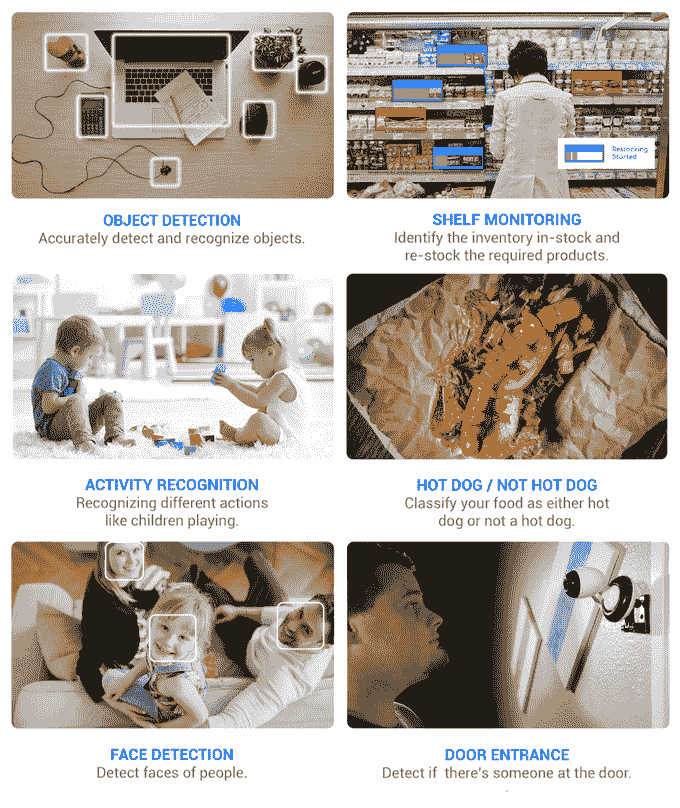 Restocking
Started
OBJECT DETECTION
Accurately detect and recognize objects.
SHELF MONITORING
Identify the inventory in-stock and
re-stock the required products.
ACTIVITY RECOGNITION
Recognizing different actions
like children playing.
HOT DOG / NOT HOT DOG
Classify your food as either hot
dog or not a hot dog.
FACE DETECTION
Detect faces of people.
DOOR ENTRANCE
Detect if there's someone at the door.